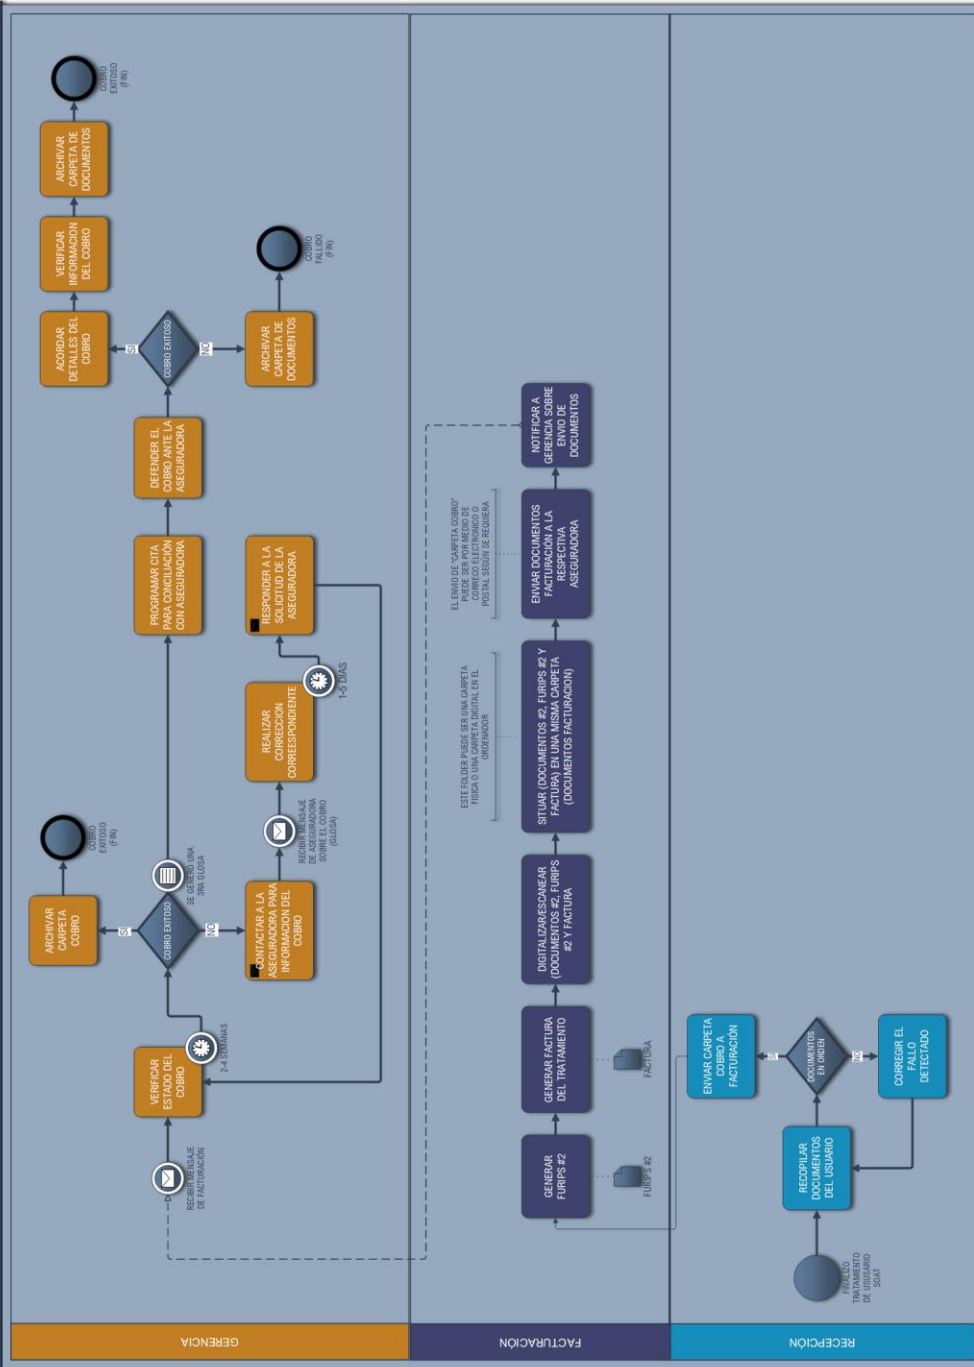 GERENCIA
RECIBIR MENSAJE
DE FACTURACIÓN
VERIFICAR
ESTADO DEL
COBRO
2-4 SEMANAS
COBRO EXITOSO
SI
NO
ARCHIVAR
CARPETA
COBRO
COBRO
EXITOSO
(FIN)
SE GENERO UNA
3RA GLOSA
CONTACTAR A LA
ASEGURADORA PARA
INFORMACION DEL
COBRO
RECIBIR MENSAJE
DE ASEGURADORA
SOBRE EL COBRO
(GLOSA)
REALIZAR
CORRECCION
CORREESPONDIENTE
1-5 DIAS
RESPONDER A LA
SOLICITUD DE LA
ASEGURADORA
PROGRAMAR CITA
PARA CONCILIACIÓN
CON ASEGURADORA
DEFENDER EL
COBRO ANTE LA
ASEGURADORA
COBRO EXITOSO
SI
NO
ACORDAR
DETALLES DEL
COBRO
VERIFICAR
INFORMACION
DEL COBRO
ARCHIVAR
CARPETA DE
DOCUMENTOS
COBRO
EXITOSO
(FIN)
ARCHIVAR
CARPETA DE
DOCUMENTOS
COBRO
FALLIDO
(FIN)
FACTURACIÓN
GENERAR
FURIPS #2
FURIPS #2
GENERAR FACTURA
DEL TRATAMIENTO
FACTURA
DIGITALIZAR/ESCANEAR
(DOCUMENTOS #2, FURIPS
#2 Y FACTURA
SITUAR (DOCUMENTOS #2, FURIPS #2 Y
FACTURA) EN UNA MISMA CARPETA
(DOCUMENTOS FACTURACION)
ESTE FOLDER PUEDE SER UNA CARPETA
FISICA O UNA CARPETA DIGITAL EN EL
ORDENADOR
ENVIAR DOCUMENTOS
FACTURACIÓN A LA
RESPECTIVA
ASEGURADORA
EL ENVIO DE "CARPETA COBRO"
PUEDE SER POR MEDIO DE
CORREO ELECTRONICO O
POSTAL SEGÚN SE REQUIERA
NOTIFICAR A
GERENCIA SOBRE
ENVIO DE
DOCUMENTOS
RECEPCIÓN
FINALIZO
TRATAMIENTO
DE USUSARIO
SOAT
RECOPILAR
DOCUMENTOS
DEL USUARIO
DOCUMENTOS
EN ORDEN
SI
NO
ENVIAR CARPETA
COBRO A
FACTURACIÓN
CORREGIR EL
FALLO
DETECTADO